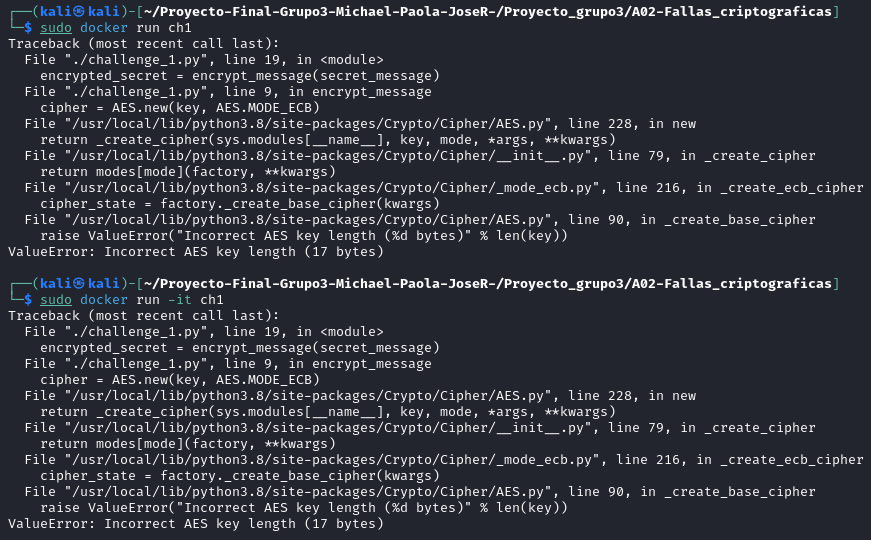 ┌──(kali㉿kali)-[~/Proyecto-Final-Grupo3-Michael-Paola-JoseR-/Proyecto_grupo3/A02-Fallas_criptograficas]
└─$ sudo docker run ch1
Traceback (most recent call last):
  File "./challenge_1.py", line 19, in <module>
    encrypted_secret = encrypt_message(secret_message)
  File "./challenge_1.py", line 9, in encrypt_message
    cipher = AES.new(key, AES.MODE_ECB)
  File "/usr/local/lib/python3.8/site-packages/Crypto/Cipher/AES.py", line 228, in new
    return _create_cipher(sys.modules[__name__], key, mode, *args, **kwargs)
  File "/usr/local/lib/python3.8/site-packages/Crypto/Cipher/__init__.py", line 79, in _create_cipher
    return modes[mode](factory, **kwargs)
  File "/usr/local/lib/python3.8/site-packages/Crypto/Cipher/_mode_ecb.py", line 216, in _create_ecb_cipher
    cipher_state = factory._create_base_cipher(kwargs)
  File "/usr/local/lib/python3.8/site-packages/Crypto/Cipher/AES.py", line 90, in _create_base_cipher
    raise ValueError("Incorrect AES key length (%d bytes)" % len(key))
ValueError: Incorrect AES key length (17 bytes)

┌──(kali㉿kali)-[~/Proyecto-Final-Grupo3-Michael-Paola-JoseR-/Proyecto_grupo3/A02-Fallas_criptograficas]
└─$ sudo docker run -it ch1
Traceback (most recent call last):
  File "./challenge_1.py", line 19, in <module>
    encrypted_secret = encrypt_message(secret_message)
  File "./challenge_1.py", line 9, in encrypt_message
    cipher = AES.new(key, AES.MODE_ECB)
  File "/usr/local/lib/python3.8/site-packages/Crypto/Cipher/AES.py", line 228, in new
    return _create_cipher(sys.modules[__name__], key, mode, *args, **kwargs)
  File "/usr/local/lib/python3.8/site-packages/Crypto/Cipher/__init__.py", line 79, in _create_cipher
    return modes[mode](factory, **kwargs)
  File "/usr/local/lib/python3.8/site-packages/Crypto/Cipher/_mode_ecb.py", line 216, in _create_ecb_cipher
    cipher_state = factory._create_base_cipher(kwargs)
  File "/usr/local/lib/python3.8/site-packages/Crypto/Cipher/AES.py", line 90, in _create_base_cipher
    raise ValueError("Incorrect AES key length (%d bytes)" % len(key))
ValueError: Incorrect AES key length (17 bytes)